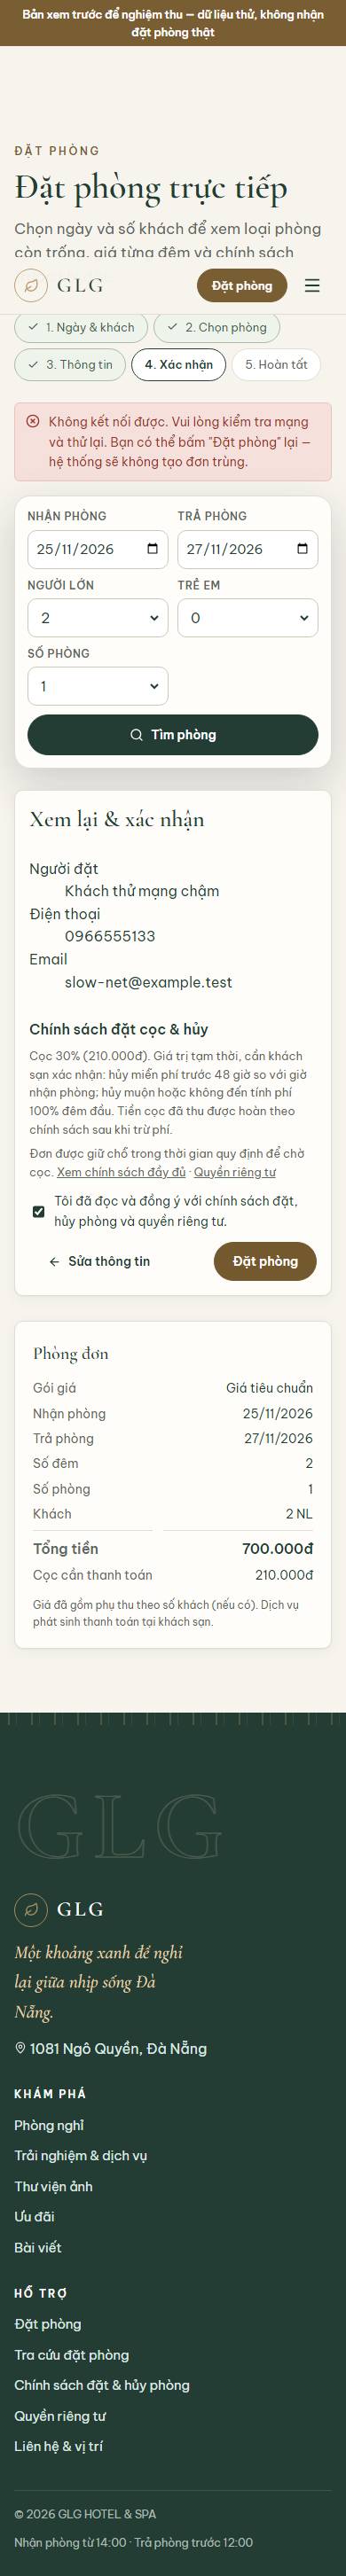 Bản xem trước để nghiệm thu — dữ liệu thử, không nhận
đặt phòng thật
ĐẶT PHÒNG
Đặt phòng trực tiếp
Chọn ngày và số khách để xem loại phòng
còn trống, giá từng đêm và chính sách
GLG
Đặt phòng
1. Ngày & khách
2. Chọn phòng
3. Thông tin
4. Xác nhận
5. Hoàn tất
Không kết nối được. Vui lòng kiểm tra mạng
và thử lại. Bạn có thể bấm "Đặt phòng" lại —
hệ thống sẽ không tạo đơn trùng.
NHẬN PHÒNG
TRẢ PHÒNG
25/11/2026
27/11/2026
NGƯỜI LỚN
TRẺ EM
2
0
SỐ PHÒNG
1
Tìm phòng
Xem lại & xác nhận
Người đặt
Khách thử mạng chậm
Điện thoại
0966555133
Email
slow-net@example.test
Chính sách đặt cọc & hủy
Cọc 30% (210.000đ). Giá trị tạm thời, cần khách
sạn xác nhận: hủy miễn phí trước 48 giờ so với giờ
nhận phòng; hủy muộn hoặc không đến tính phí
100% đêm đầu. Tiền cọc đã thu được hoàn theo
chính sách sau khi trừ phí.
Đơn được giữ chỗ trong thời gian quy định để chờ
cọc. Xem chính sách đầy đủ · Quyền riêng tư
Tôi đã đọc và đồng ý với chính sách đặt,
hủy phòng và quyền riêng tư.
Sửa thông tin
Đặt phòng
Phòng đơn
Gói giá
Giá tiêu chuẩn
Nhận phòng
25/11/2026
Trả phòng
27/11/2026
Số đêm
2
Số phòng
1
Khách
2 NL
Tổng tiền
700.000đ
Cọc cần thanh toán
210.000đ
Giá đã gồm phụ thu theo số khách (nếu có). Dịch vụ
phát sinh thanh toán tại khách sạn.
GLG
GLG
Một khoảng xanh để nghỉ
lại giữa nhịp sống Đà
Nẵng.
1081 Ngô Quyền, Đà Nẵng
KHÁM PHÁ
Phòng nghỉ
Trải nghiệm & dịch vụ
Thư viện ảnh
Ưu đãi
Bài viết
HỖ TRỢ
Đặt phòng
Tra cứu đặt phòng
Chính sách đặt & hủy phòng
Quyền riêng tư
Liên hệ & vị trí
© 2026 GLG HOTEL & SPA
Nhận phòng từ 14:00 · Trả phòng trước 12:00